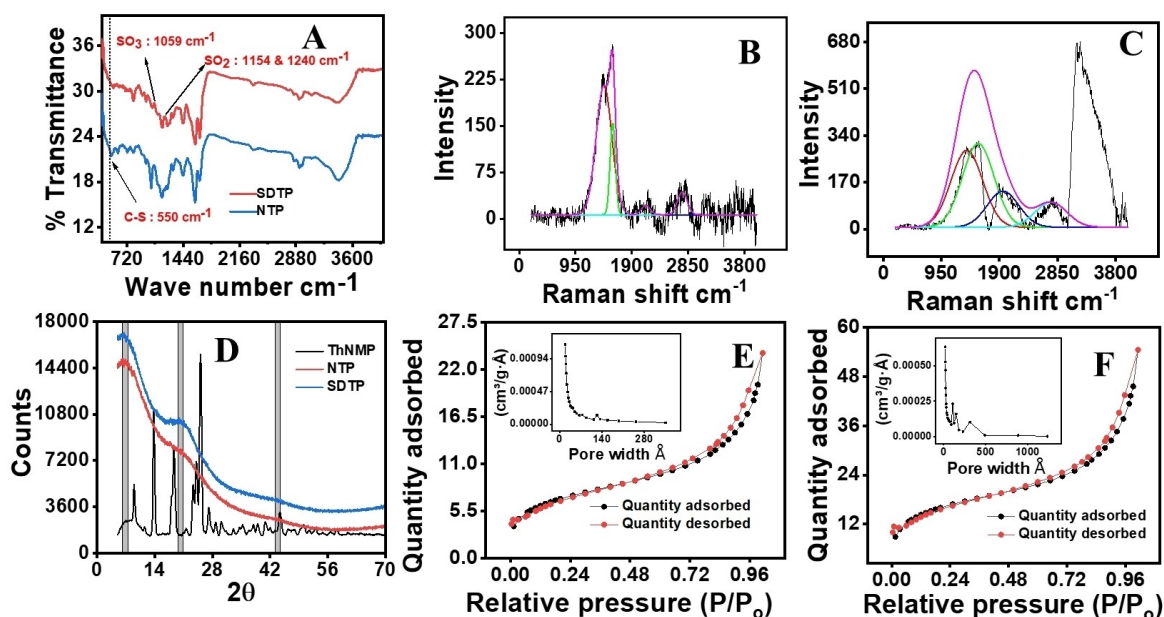 A
% Transmittance
36
30
24
18
12
SO3 : 1059 cm-1
SO2 : 1154 & 1240 cm-1
C-S : 550 cm-1
SDTP
NTP
720 1440 2160 2880 3600 4140
Wave number cm-1
B
Intensity
300
225
150
75
0
0 950 1900 2850 3800
Raman shift cm-1
C
Intensity
680
510
340
170
0
0 950 1900 2850 3800
Raman shift cm-1
D
Counts
18000
14400
10800
7200
3600
0
ThNMP
NTP
SDTP
0 14 28 42 56 70
2θ
E
Quantity adsorbed
27.5
22.0
16.5
11.0
5.5
0.0
(cm³/g·Å)
0.00094
0.00047
0.00000
0 140 280
Pore width Å
Quantity adsorbed
Quantity desorbed
0.00 0.24 0.48 0.72 0.96
Relative pressure (P/Po)
F
Quantity adsorbed
60
48
36
24
12
(cm³/g·Å)
0.00050
0.00025
0.00000
0 500 1000
Pore width Å
Quantity adsorbed
Quantity desorbed
0.00 0.24 0.48 0.72 0.96
Relative pressure (P/Po)